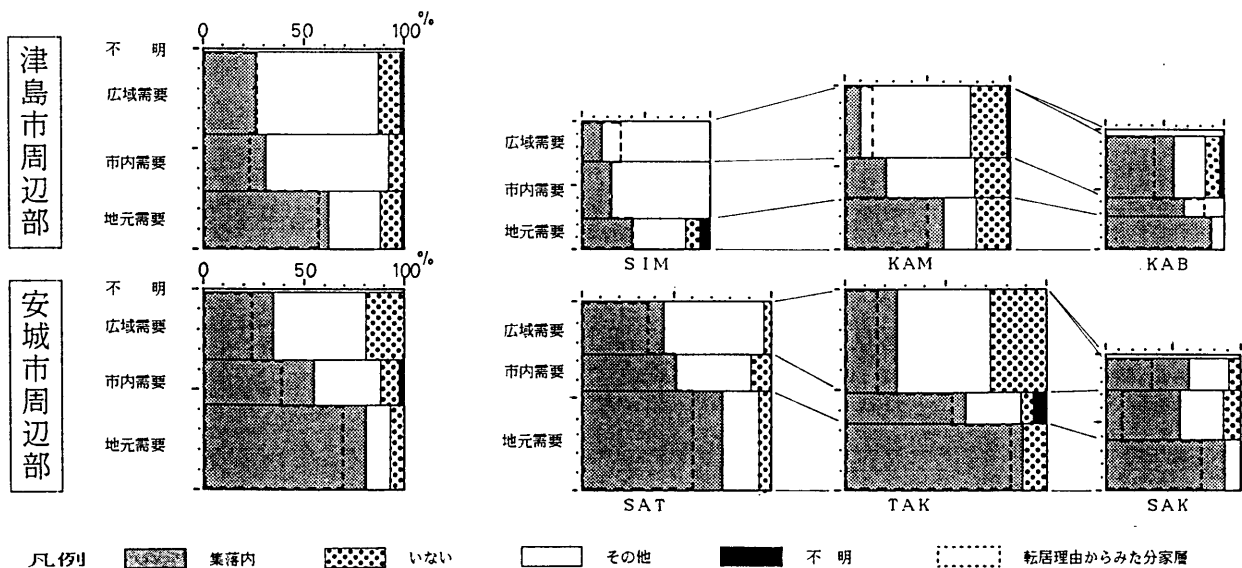 津島市周辺部
0 50 100%
不明
広域需要
市内需要
地元需要
広域需要
市内需要
地元需要
SIM KAM KAB
安城市周辺部
0 50 100%
不明
広域需要
市内需要
地元需要
広域需要
市内需要
地元需要
SAT TAK SAK
凡例 集落内 いない その他 不明 転居理由からみた分家層